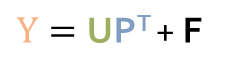 Y = UPᵀ + F